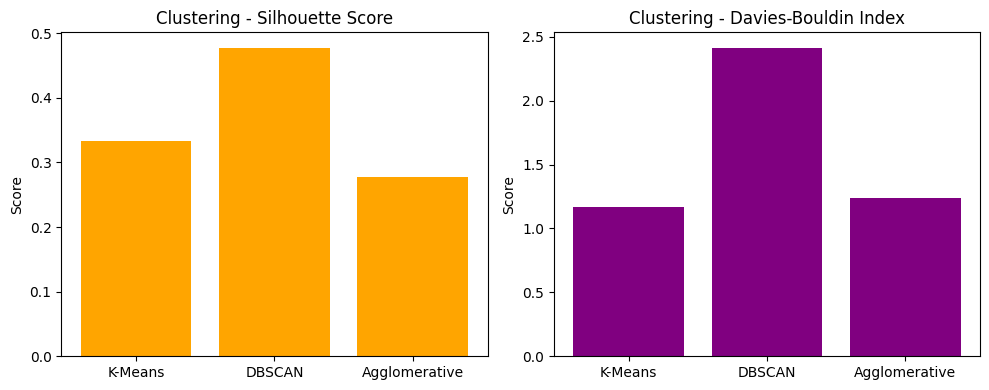 Clustering - Silhouette Score
Score
0.5
0.4
0.3
0.2
0.1
0.0
K-Means DBSCAN Agglomerative
Clustering - Davies-Bouldin Index
Score
2.5
2.0
1.5
1.0
0.5
0.0
K-Means DBSCAN Agglomerative